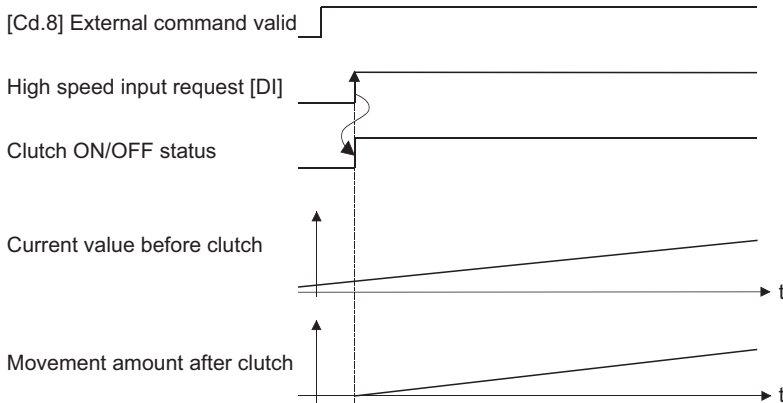 [Cd.8] External command valid
High speed input request [DI]
Clutch ON/OFF status
Current value before clutch
t
Movement amount after clutch
t